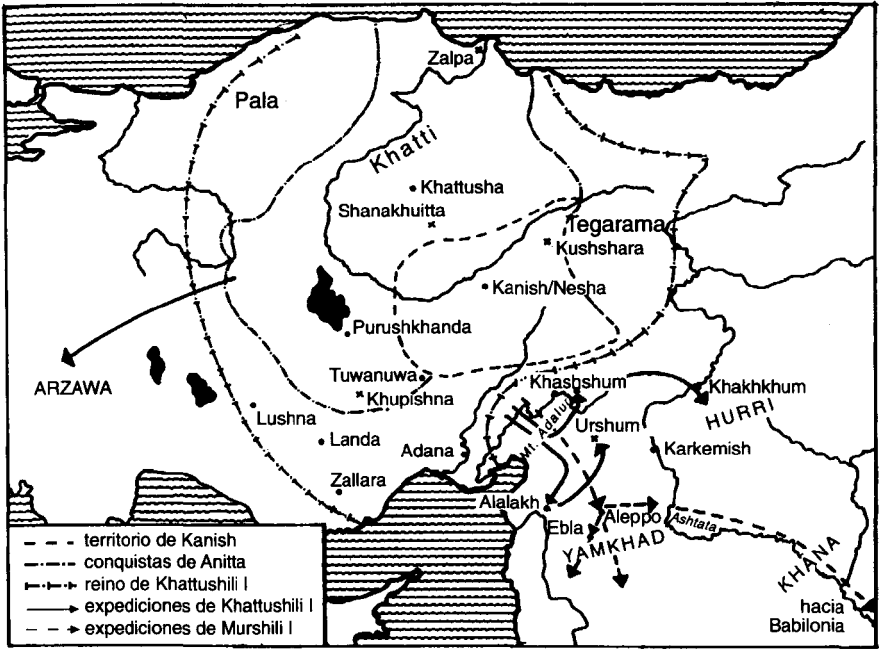 Zalpa
Pala
Khatti
Khattusha
Shanakhuitta
Tegarama
Kushshara
Kanish/Nesha
Purushkhanda
ARZAWA
Tuwanuwa
Khashshum
Khakhkhum
Khupishna
HURRI
Lushna
Mt. Adalur
Urshum
Landa
Adana
Karkemish
Zallara
Alalakh
Ebla
Aleppo
Ashtata
YAMKHAD
KHANA
hacia
Babilonia
territorio de Kanish
conquistas de Anitta
reino de Khattushili I
expediciones de Khattushili I
expediciones de Murshili I